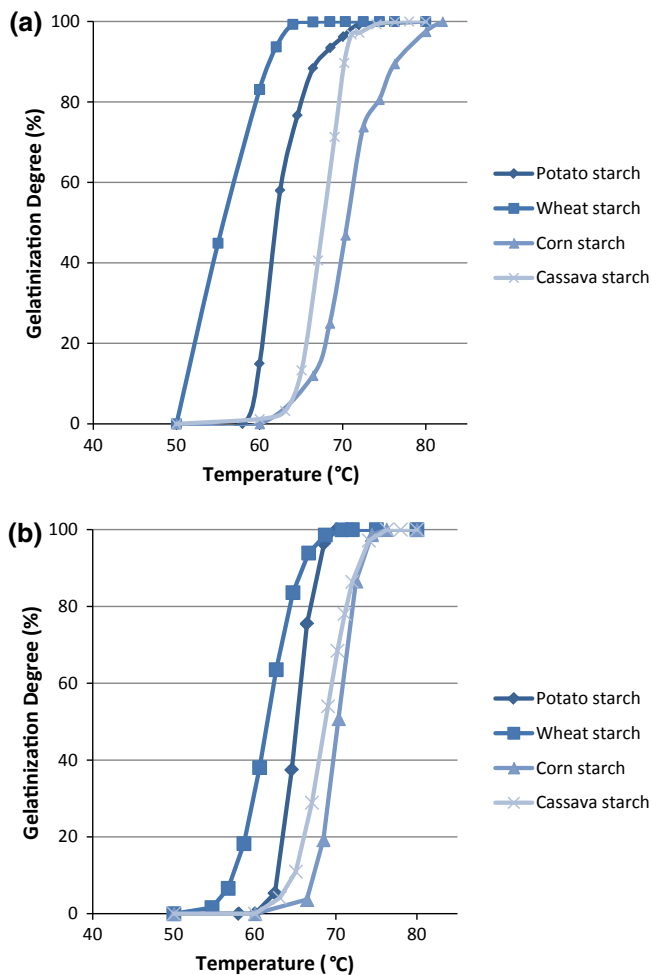 (a)
100
80
60
40
20
0
Gelatinization Degree (%)
40 50 60 70 80
Temperature (°C)
Potato starch
Wheat starch
Corn starch
Cassava starch
(b)
100
80
60
40
20
0
Gelatinization Degree (%)
40 50 60 70 80
Temperature (°C)
Potato starch
Wheat starch
Corn starch
Cassava starch